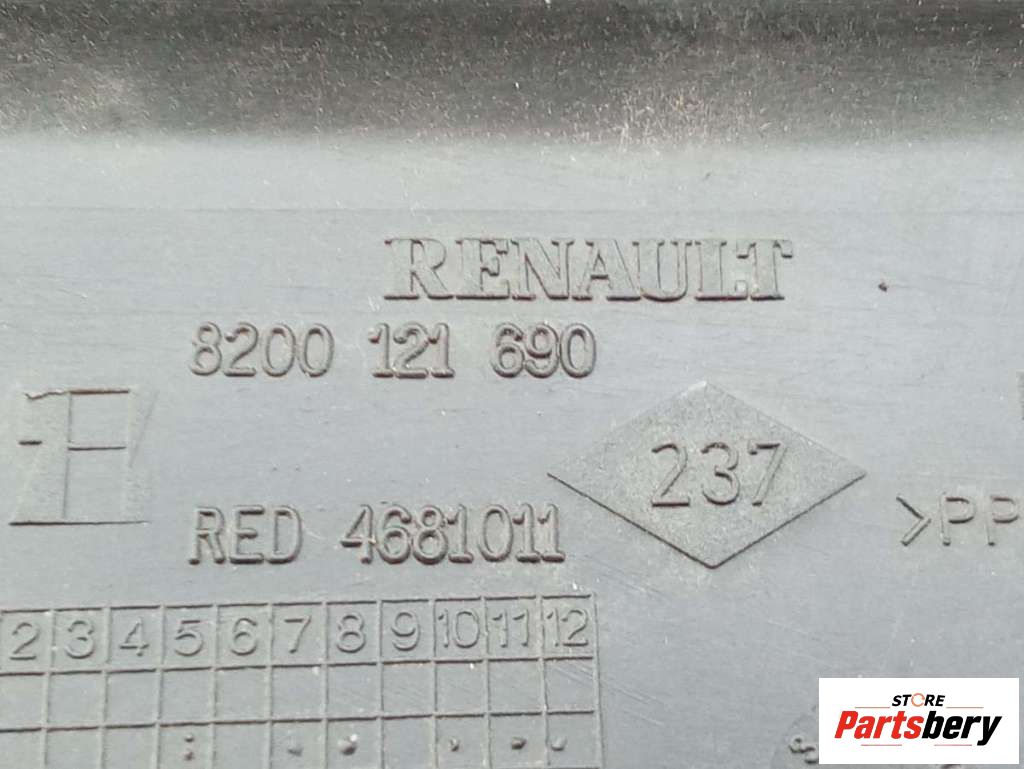 RENAULT
8200 121 690
237
>PP
RED 4681011
2 3 4 5 6 7 8 9 10 11 12
STORE
Partsbery